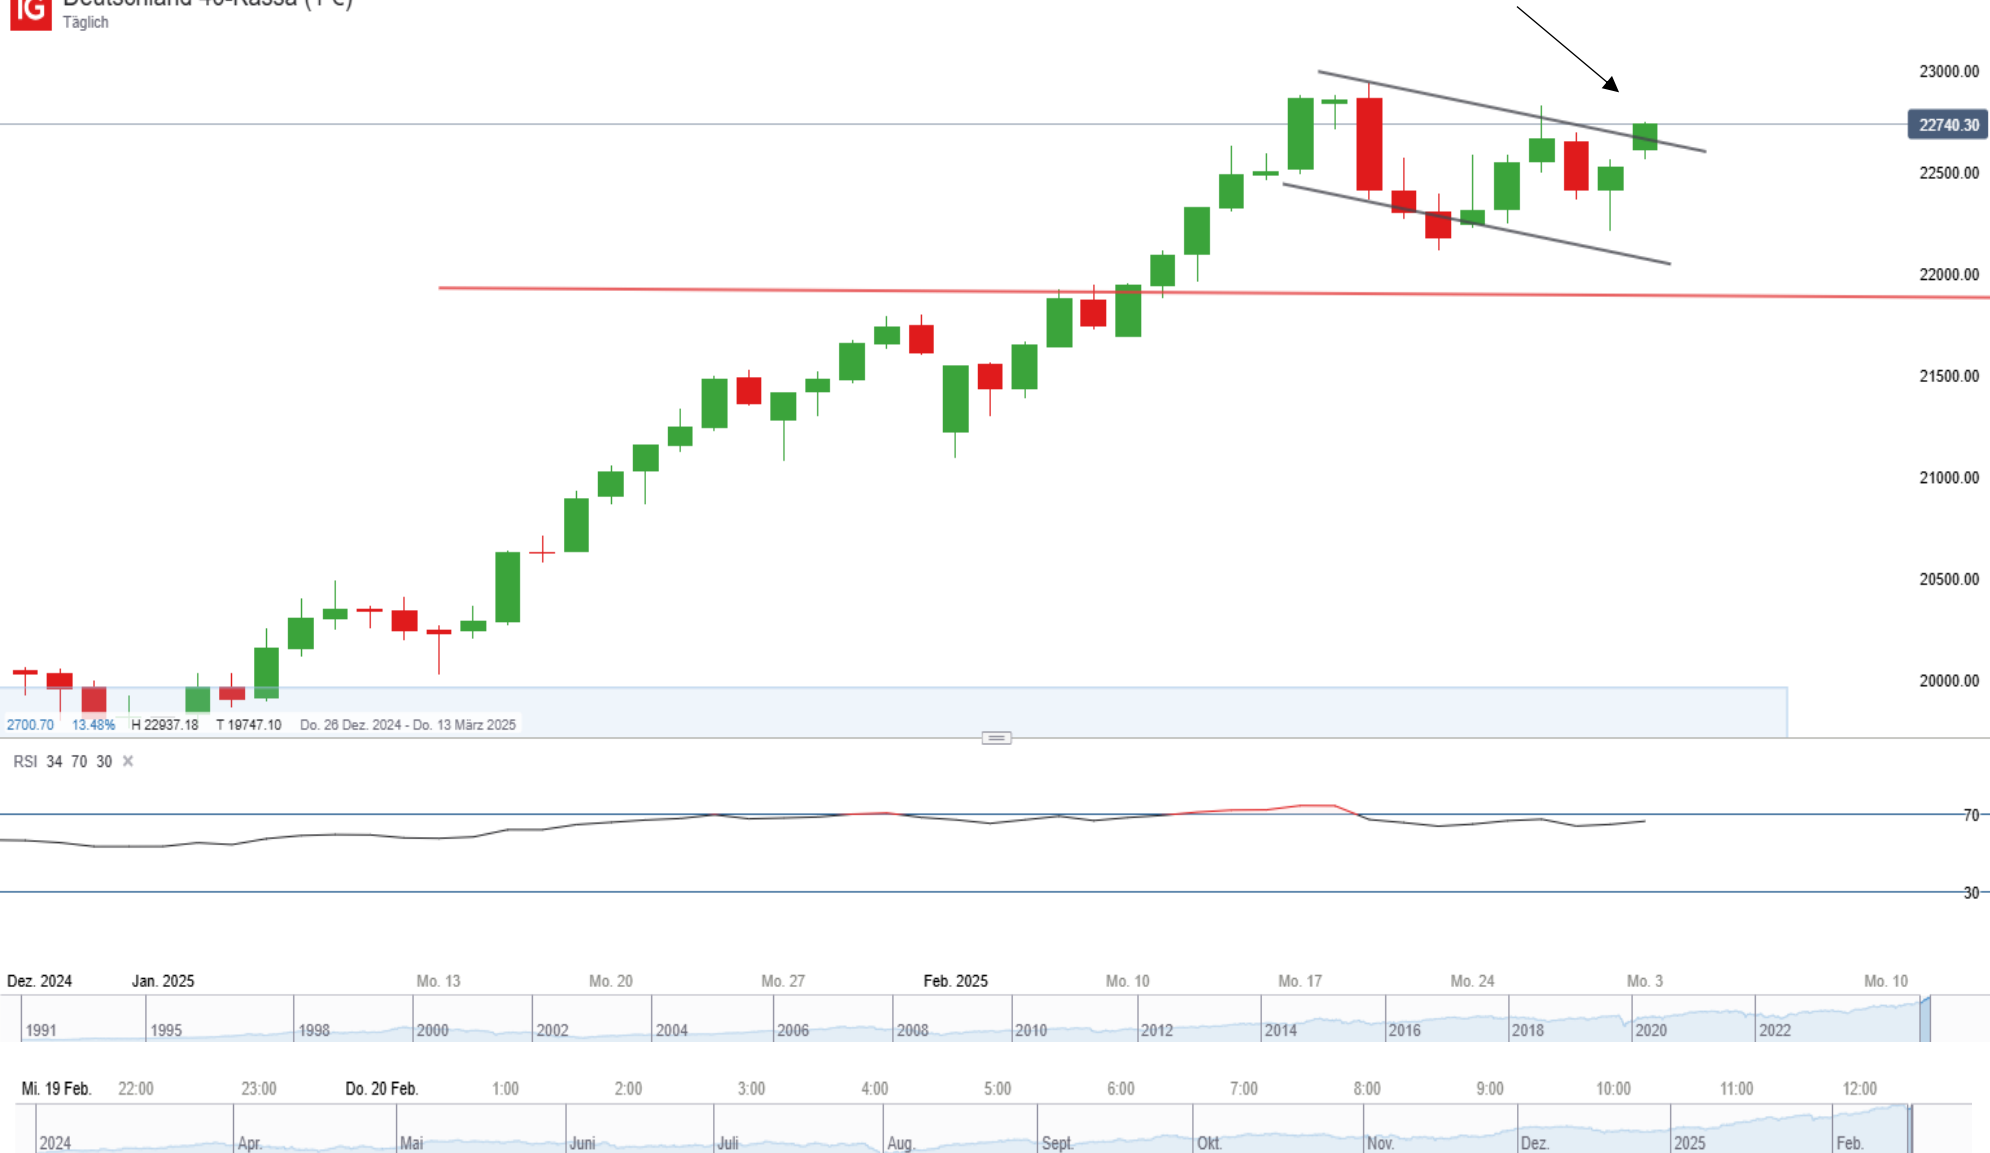 IG
Deutschland 40-Kassa (1 €)
Täglich
23000.00
22740.30
22500.00
22000.00
21500.00
21000.00
20500.00
20000.00
2700.70 13.48% H 22937.18 T 19747.10 Do. 26 Dez. 2024 - Do. 13 März 2025
RSI 34 70 30 ×
70
30
Dez. 2024 Jan. 2025 Mo. 13 Mo. 20 Mo. 27 Feb. 2025 Mo. 10 Mo. 17 Mo. 24 Mo. 3 Mo. 10
1991 1995 1998 2000 2002 2004 2006 2008 2010 2012 2014 2016 2018 2020 2022
Mi. 19 Feb. 22:00 23:00 Do. 20 Feb. 1:00 2:00 3:00 4:00 5:00 6:00 7:00 8:00 9:00 10:00 11:00 12:00
2024 Apr. Mai Juni Juli Aug. Sept. Okt. Nov. Dez. 2025 Feb.